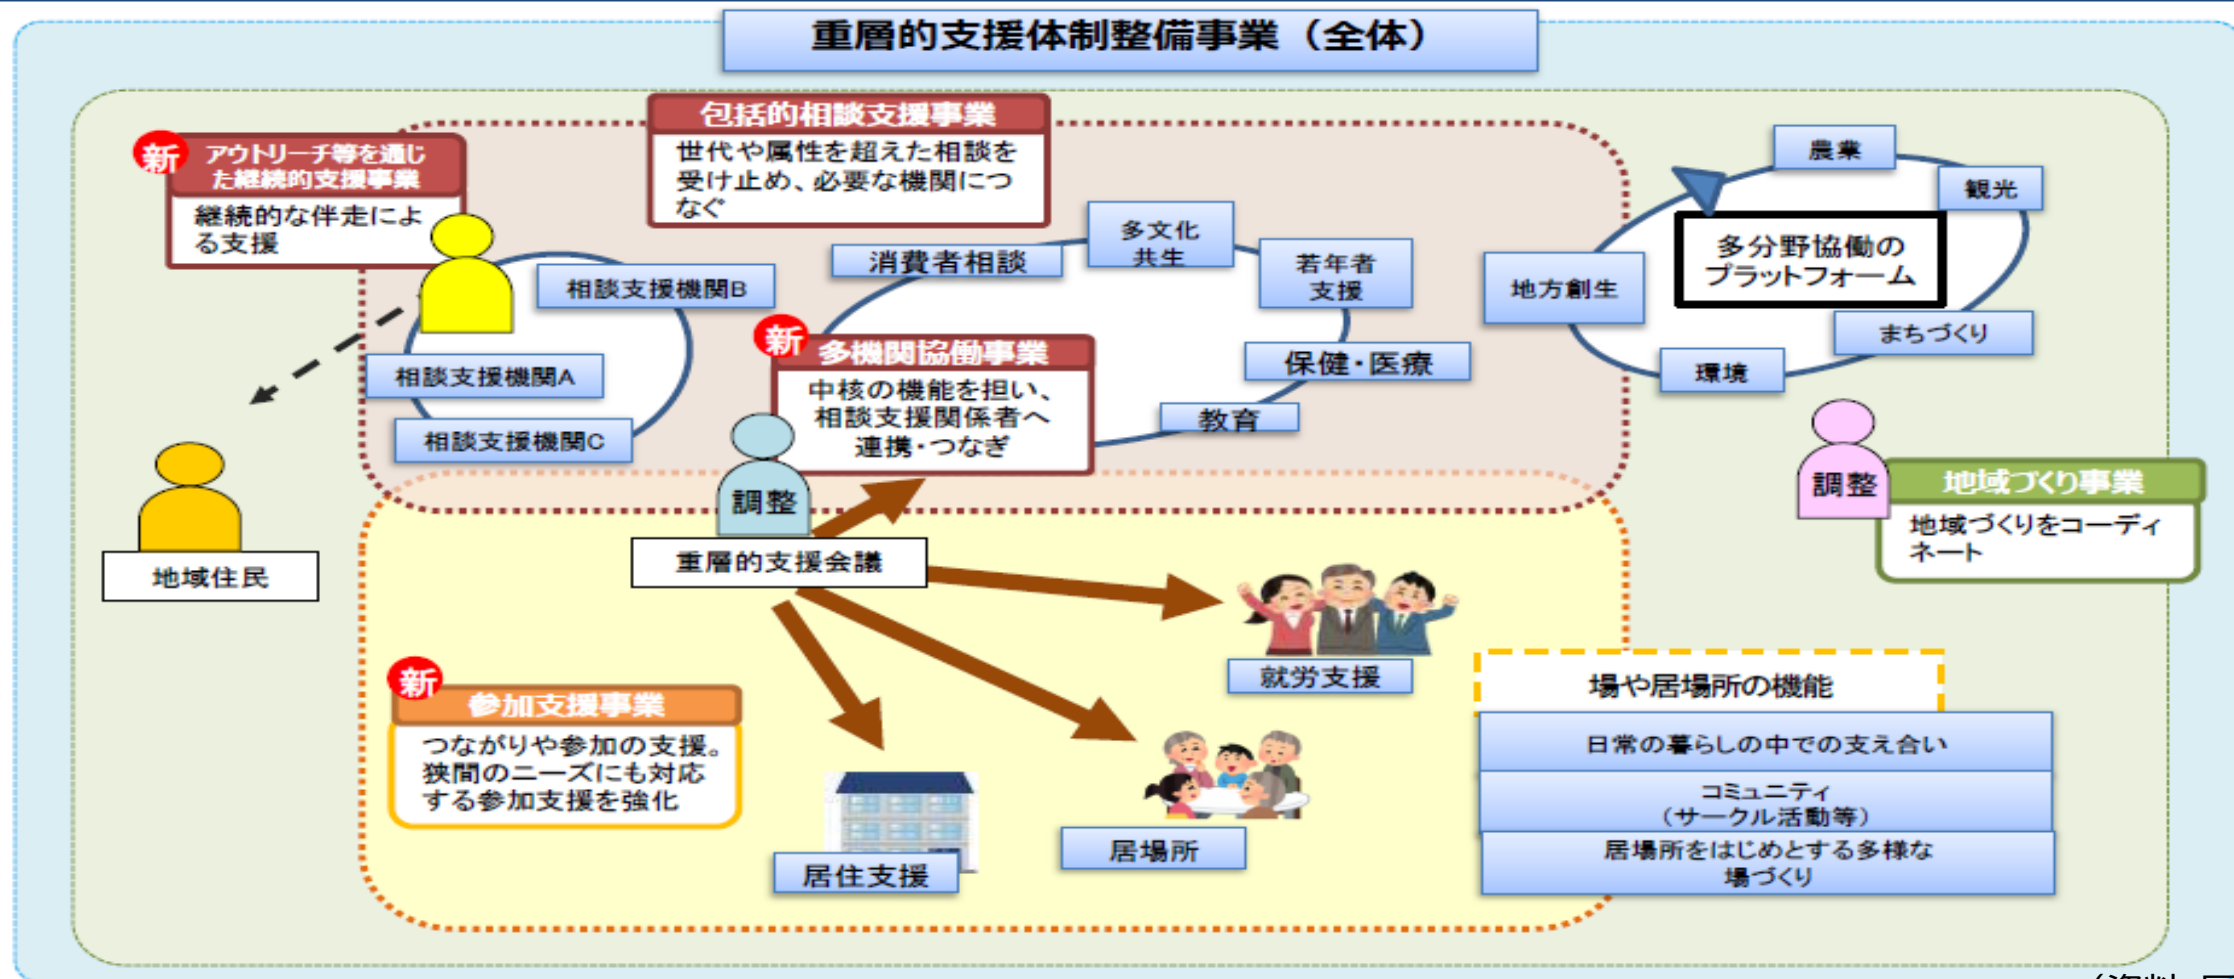 重層的支援体制整備事業（全体）
新
アウトリーチ等を通じ
た継続的支援事業
継続的な伴走によ
る支援
包括的相談支援事業
世代や属性を超えた相談を
受け止め、必要な機関につ
なぐ
相談支援機関B
相談支援機関A
相談支援機関C
消費者相談
多文化
共生
若年者
支援
保健・医療
教育
新
多機関協働事業
中核の機能を担い、
相談支援関係者へ
連携・つなぎ
調整
重層的支援会議
農業
観光
多分野協働の
プラットフォーム
地方創生
まちづくり
環境
調整
地域づくり事業
地域づくりをコーディ
ネート
地域住民
新
参加支援事業
つながりや参加の支援。
狭間のニーズにも対応
する参加支援を強化
就労支援
居場所
居住支援
場や居場所の機能
日常の暮らしの中での支え合い
コミュニティ
（サークル活動等）
居場所をはじめとする多様な
場づくり